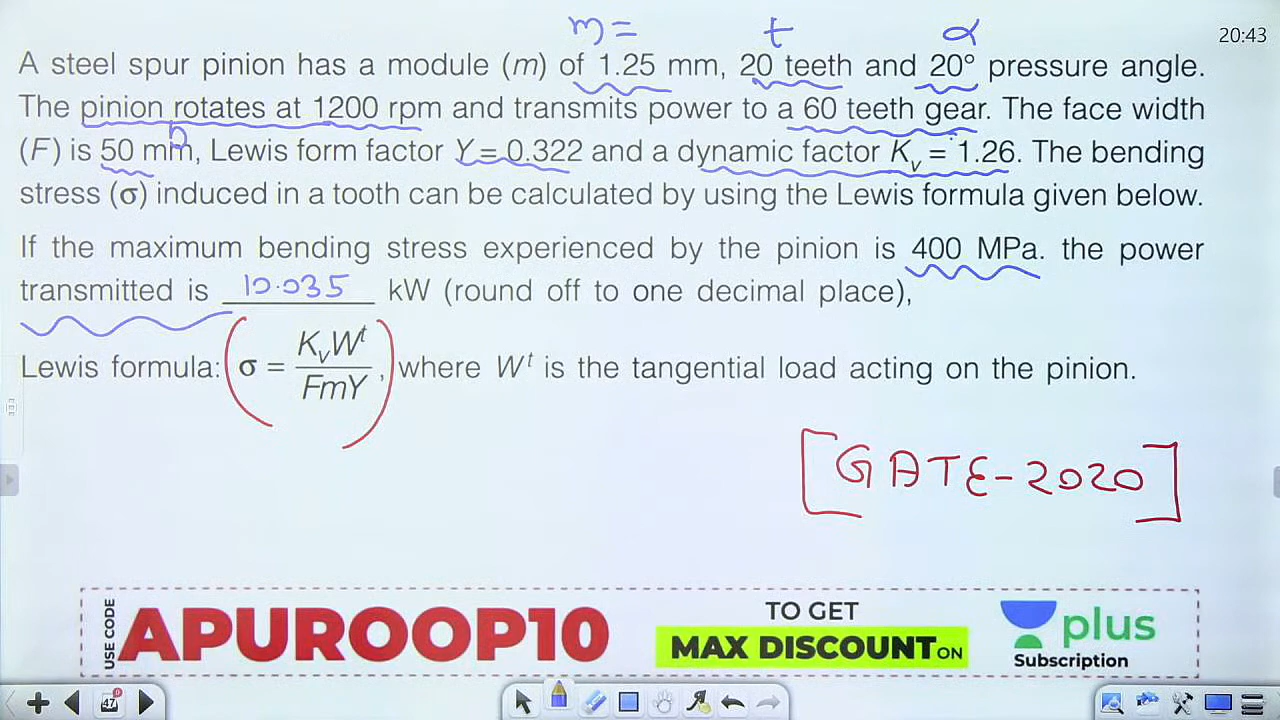 m = t α
20:43
A steel spur pinion has a module (m) of 1.25 mm, 20 teeth and 20° pressure angle.
The pinion rotates at 1200 rpm and transmits power to a 60 teeth gear. The face width
b
(F) is 50 mm, Lewis form factor Y = 0.322 and a dynamic factor Kv = 1.26. The bending
stress (σ) induced in a tooth can be calculated by using the Lewis formula given below.
If the maximum bending stress experienced by the pinion is 400 MPa. the power
transmitted is 10.035 kW (round off to one decimal place),
Lewis formula: (σ = KvWt / FmY), where Wt is the tangential load acting on the pinion.
[GATE-2020]
USE CODE
APUROOP10
TO GET
MAX DISCOUNT ON
plus
Subscription
47